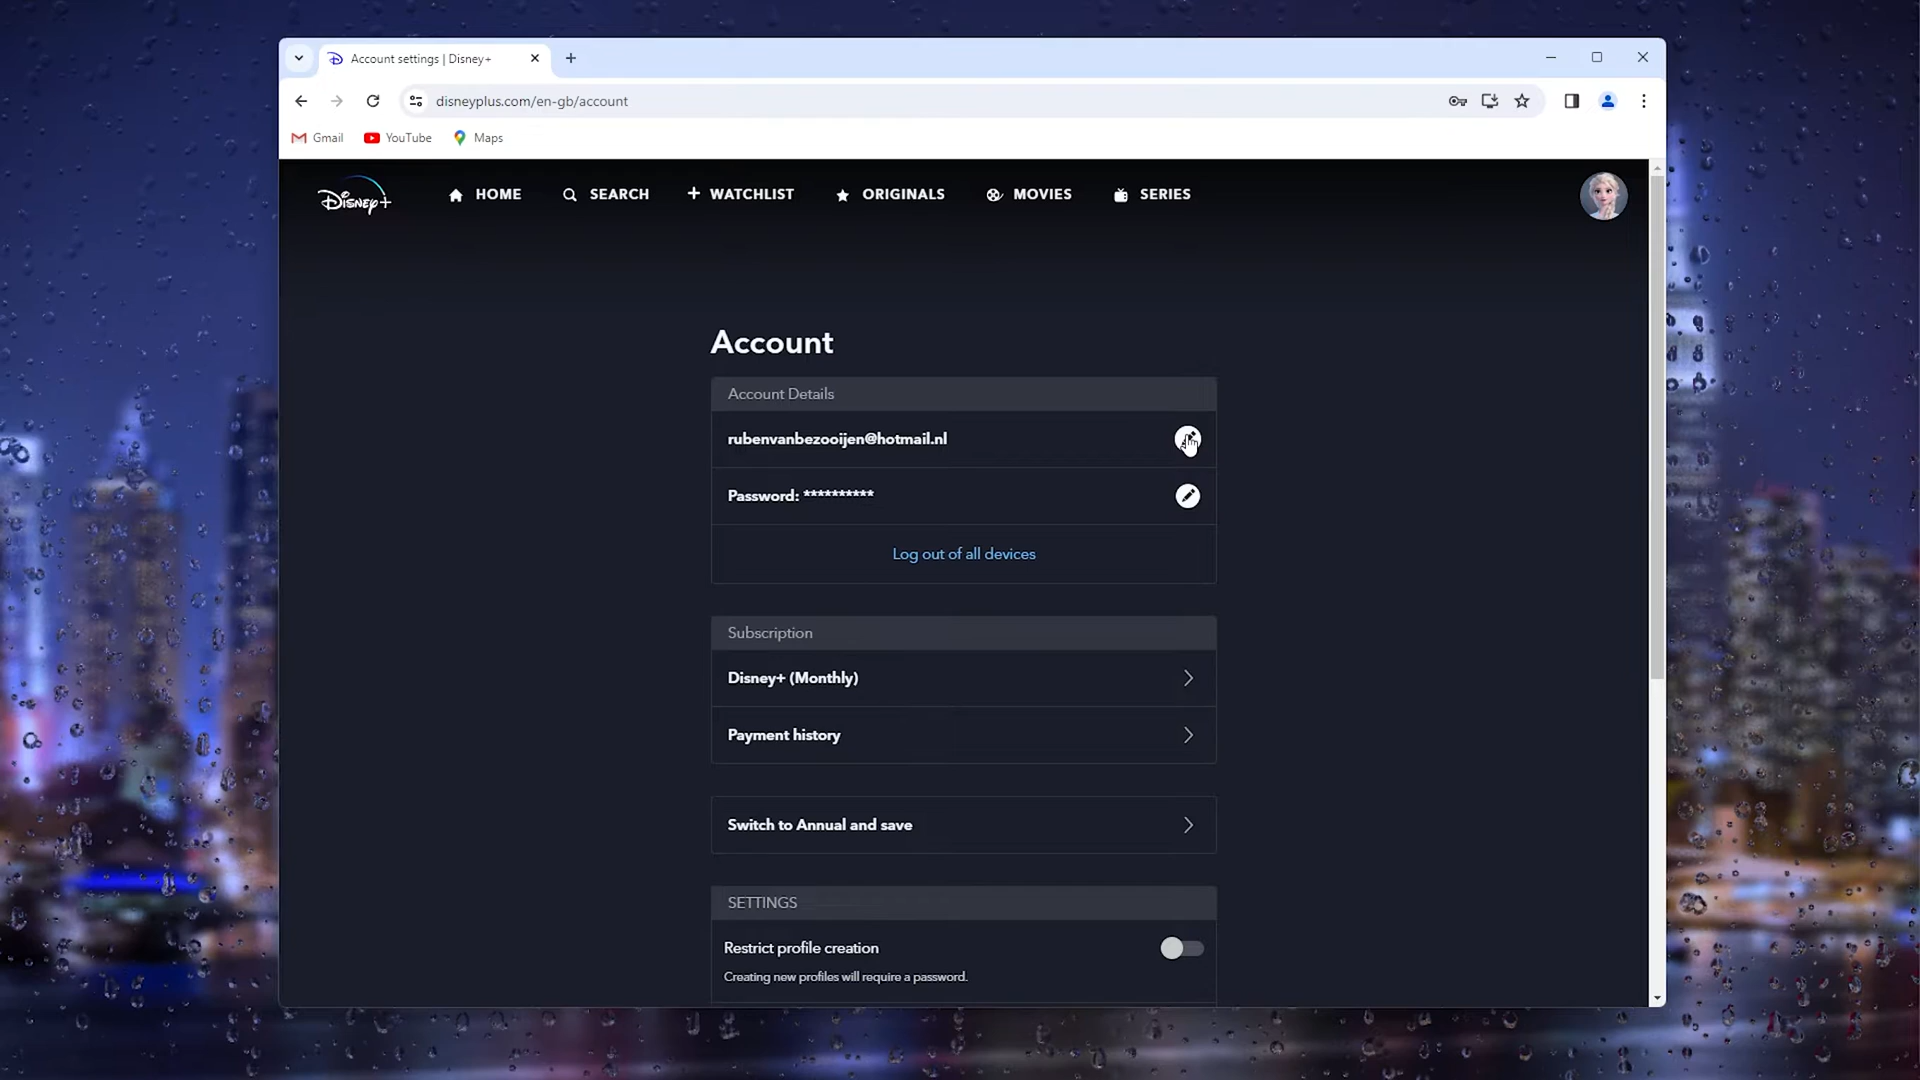 Account settings | Disney+
disneyplus.com/en-gb/account
Gmail YouTube Maps
Disney+ HOME SEARCH WATCHLIST ORIGINALS MOVIES SERIES
Account
Account Details
rubenvanbezooijen@hotmail.nl
Password: **********
Log out of all devices
Subscription
Disney+ (Monthly)
Payment history
Switch to Annual and save
SETTINGS
Restrict profile creation
Creating new profiles will require a password.